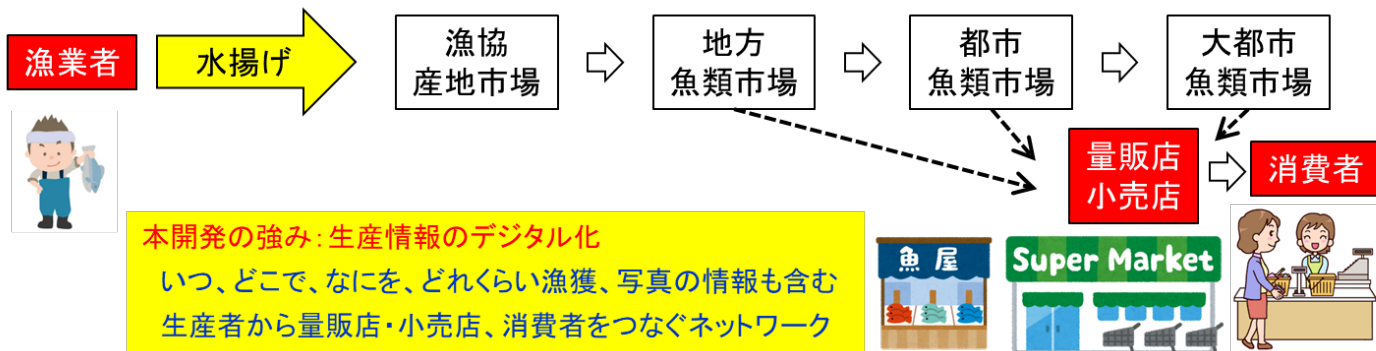 漁業者
水揚げ
漁協
産地市場
地方
魚類市場
都市
魚類市場
大都市
魚類市場
量販店
小売店
消費者
本開発の強み:生産情報のデジタル化
いつ、どこで、なにを、どれくらい漁獲、写真の情報も含む
生産者から量販店・小売店、消費者をつなぐネットワーク
魚屋
Super Market